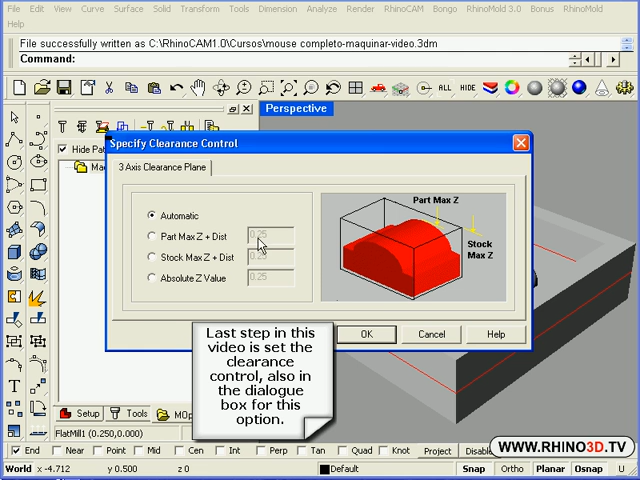 File Edit View Curve Surface Solid Transform Tools Dimension Analyze Render RhinoCAM Bongo RhinoMold 3.0 Bonus RhinoMold
Help
File successfully written as C:\RhinoCAM1.0\Cursos\mouse completo-maquinar-video.3dm
Command:
ALL HIDE
Perspective
Hide Pat
Ma
Specify Clearance Control
3 Axis Clearance Plane
Automatic
Part Max Z + Dist 0.25
Stock Max Z + Dist 0.25
Absolute Z Value 0.25
Part Max Z
Stock
Max Z
OK Cancel Help
Last step in this
video is set the
clearance
control, also in
the dialogue
box for this
option.
Setup Tools MOp
FlatMill1 (0.250,0.000)
WWW.RHINO3D.TV
End Near Point Mid Cen Int Perp Tan Quad Knot Project Disable
World x -4.712 y 0.500 z 0 Default Snap Ortho Planar Osnap